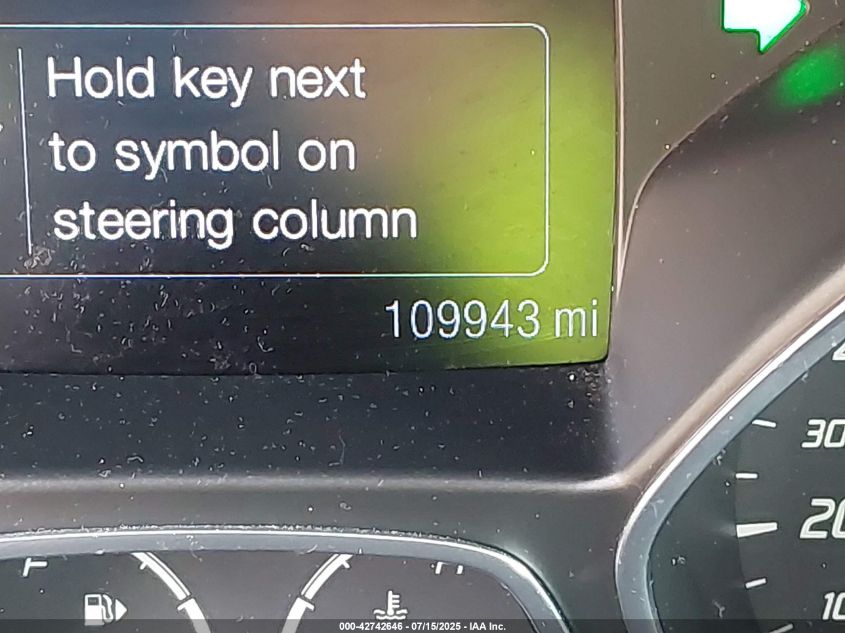 Hold key next
to symbol on
steering column
109943 mi
30
20
10
F
H
000-42742646 - 07/15/2025 - IAA Inc.